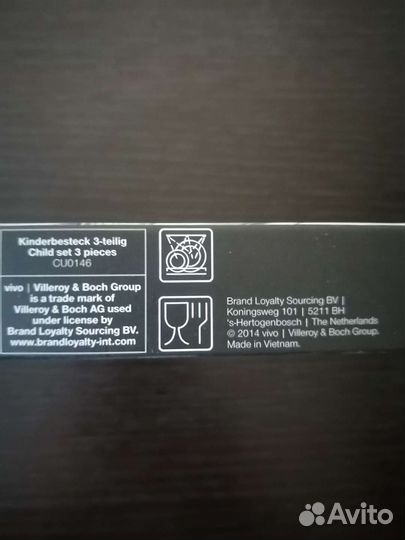 Kinderbesteck 3-teilig
Child set 3 pieces
CU0146
vivo | Villeroy & Boch Group
is a trade mark of
Villeroy & Boch AG used
under license by
Brand Loyalty Sourcing BV.
www.brandloyalty-int.com
Brand Loyalty Sourcing BV |
Koningsweg 101 | 5211 BH
's-Hertogenbosch | The Netherlands
© 2014 vivo | Villeroy & Boch Group.
Made in Vietnam.
Avito